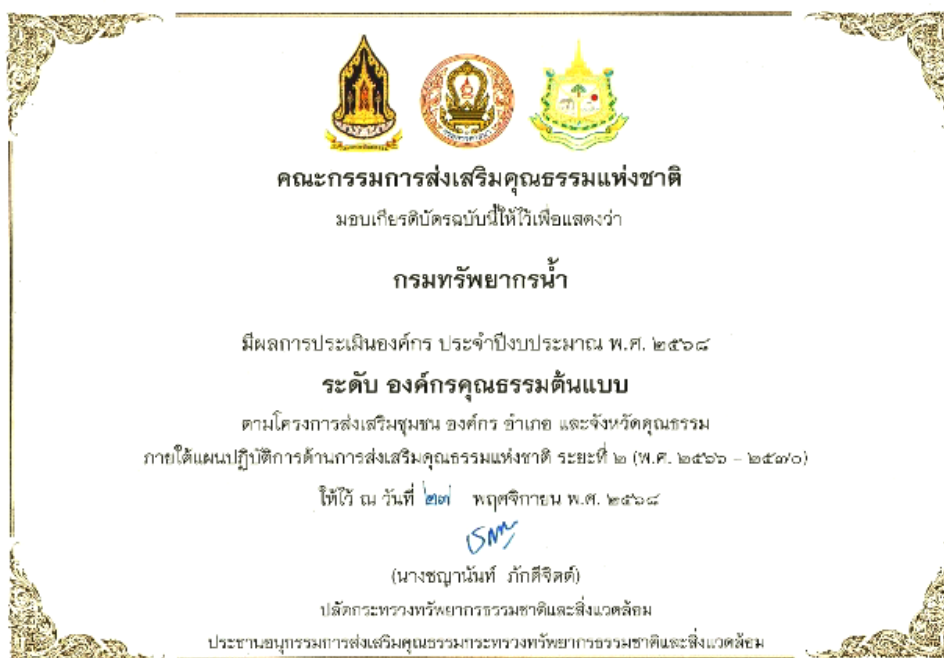 คณะกรรมการส่งเสริมคุณธรรมแห่งชาติ
มอบเกียรติบัตรฉบับนี้ให้ไว้เพื่อแสดงว่า
กรมทรัพยากรน้ำ
มีผลการประเมินองค์กร ประจำปีงบประมาณ พ.ศ. ๒๕๖๘
ระดับ องค์กรคุณธรรมต้นแบบ
ตามโครงการส่งเสริมชุมชน องค์กร อำเภอ และจังหวัดคุณธรรม
ภายใต้แผนปฏิบัติการด้านการส่งเสริมคุณธรรมแห่งชาติ ระยะที่ ๒ (พ.ศ. ๒๕๖๖ - ๒๕๗๐)
ให้ไว้ ณ วันที่ ๒๗ พฤศจิกายน พ.ศ. ๒๕๖๘
(นางชญานันท์ ภักดีจิตต์)
ปลัดกระทรวงทรัพยากรธรรมชาติและสิ่งแวดล้อม
ประธานอนุกรรมการส่งเสริมคุณธรรมกระทรวงทรัพยากรธรรมชาติและสิ่งแวดล้อม